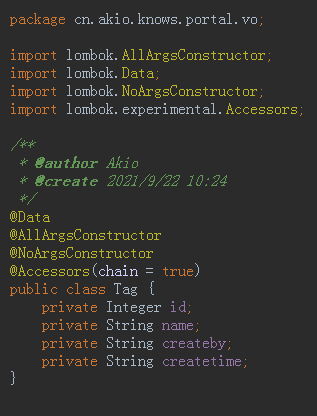 package cn.akio.knows.portal.vo;
import lombok.AllArgsConstructor;
import lombok.Data;
import lombok.NoArgsConstructor;
import lombok.experimental.Accessors;
/**
 * @author Akio
 * @create 2021/9/22 10:24
 */
@Data
@AllArgsConstructor
@NoArgsConstructor
@Accessors(chain = true)
public class Tag {
    private Integer id;
    private String name;
    private String createby;
    private String createtime;
}